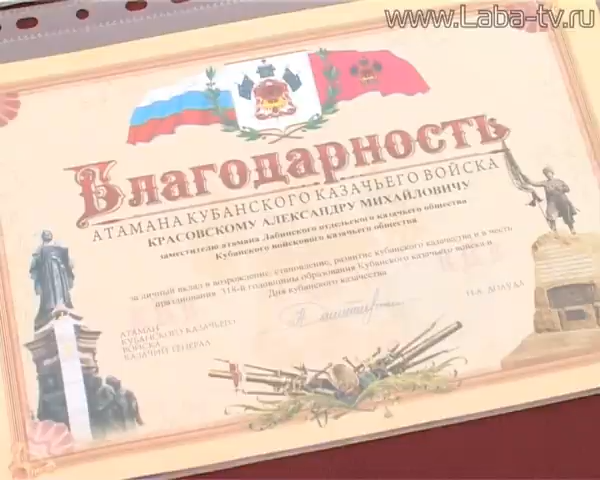 www.Laba-tv.ru
Благодарность
АТАМАНА КУБАНСКОГО КАЗАЧЬЕГО ВОЙСКА
КРАСОВСКОМУ АЛЕКСАНДРУ МИХАЙЛОВИЧУ
заместителю атамана Лабинского отдельского казачьего общества
Кубанского войскового казачьего общества
за личный вклад в возрождение, становление, развитие кубанского казачества и в честь
празднования 318-й годовщины образования Кубанского казачьего войска и
Дня кубанского казачества
АТАМАН
КУБАНСКОГО КАЗАЧЬЕГО
ВОЙСКА
КАЗАЧИЙ ГЕНЕРАЛ
Н.А. ДОЛУДА